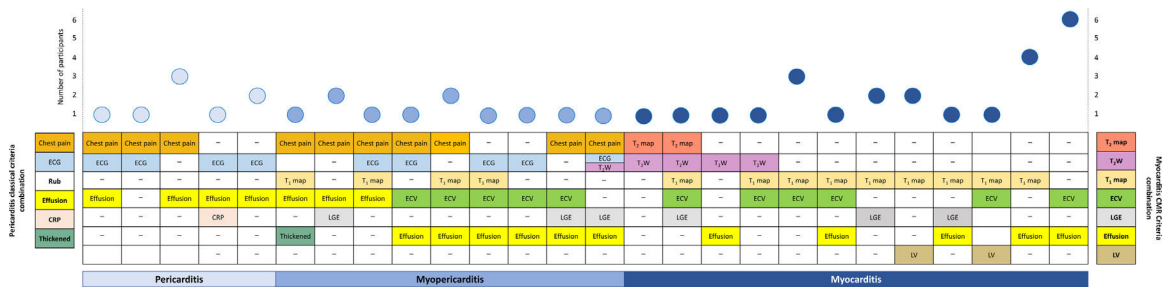 6 6
5 5
4 4
3 3
2 2
1 1
Number of participants
Pericarditis classical criteria combination
Myocarditis CMR Criteria combination
Chest pain Chest pain Chest pain Chest pain – – Chest pain Chest pain Chest pain Chest pain Chest pain – – Chest pain Chest pain T₂ map T₂ map – – – – – – – – – – T₂ map
ECG ECG ECG – ECG ECG – – ECG ECG – ECG ECG – ECG T₂W T₂W T₂W T₂W T₂W – – – – – – – – T₂W
Rub – – – – – T₁ map – T₁ map – T₁ map T₁ map – – – – T₁ map – T₁ map T₁ map T₁ map T₁ map T₁ map T₁ map T₁ map T₁ map – T₁ map
Effusion Effusion – Effusion Effusion Effusion Effusion Effusion Effusion ECV ECV ECV ECV ECV – – ECV – ECV ECV ECV – – – ECV – ECV ECV
CRP – – – CRP – – LGE – – – – – LGE LGE – LGE – – – – LGE – LGE – – – LGE
Thickened – – – – – Thickened – – Effusion Effusion Effusion Effusion Effusion Effusion – – Effusion – – Effusion – – Effusion – Effusion Effusion Effusion
– – – – – – – – – – – – – – – – – – LV – LV – – LV
Pericarditis Myopericarditis Myocarditis